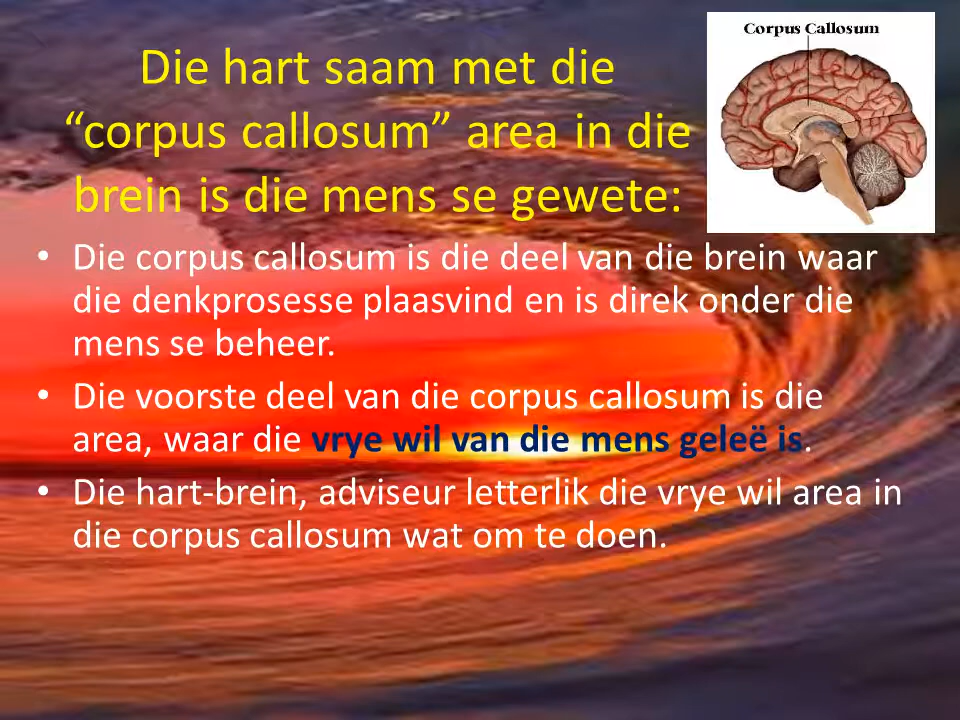 Corpus Callosum
Die hart saam met die
“corpus callosum” area in die
brein is die mens se gewete:
• Die corpus callosum is die deel van die brein waar
die denkprosesse plaasvind en is direk onder die
mens se beheer.
• Die voorste deel van die corpus callosum is die
area, waar die vrye wil van die mens geleë is.
• Die hart-brein, adviseur letterlik die vrye wil area in
die corpus callosum wat om te doen.